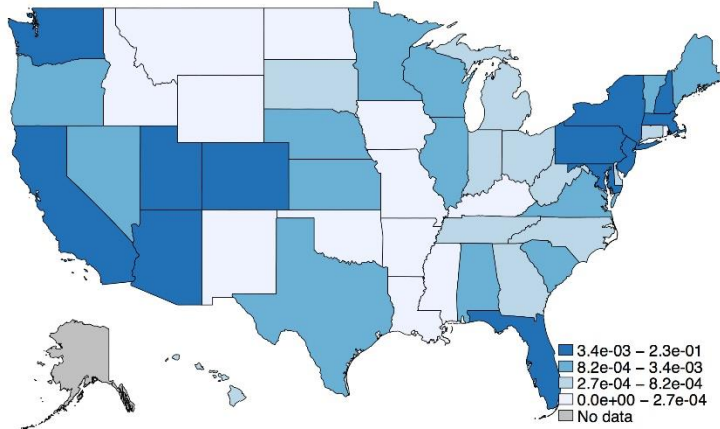 3.4e-03 – 2.3e-01
8.2e-04 – 3.4e-03
2.7e-04 – 8.2e-04
0.0e+00 – 2.7e-04
No data